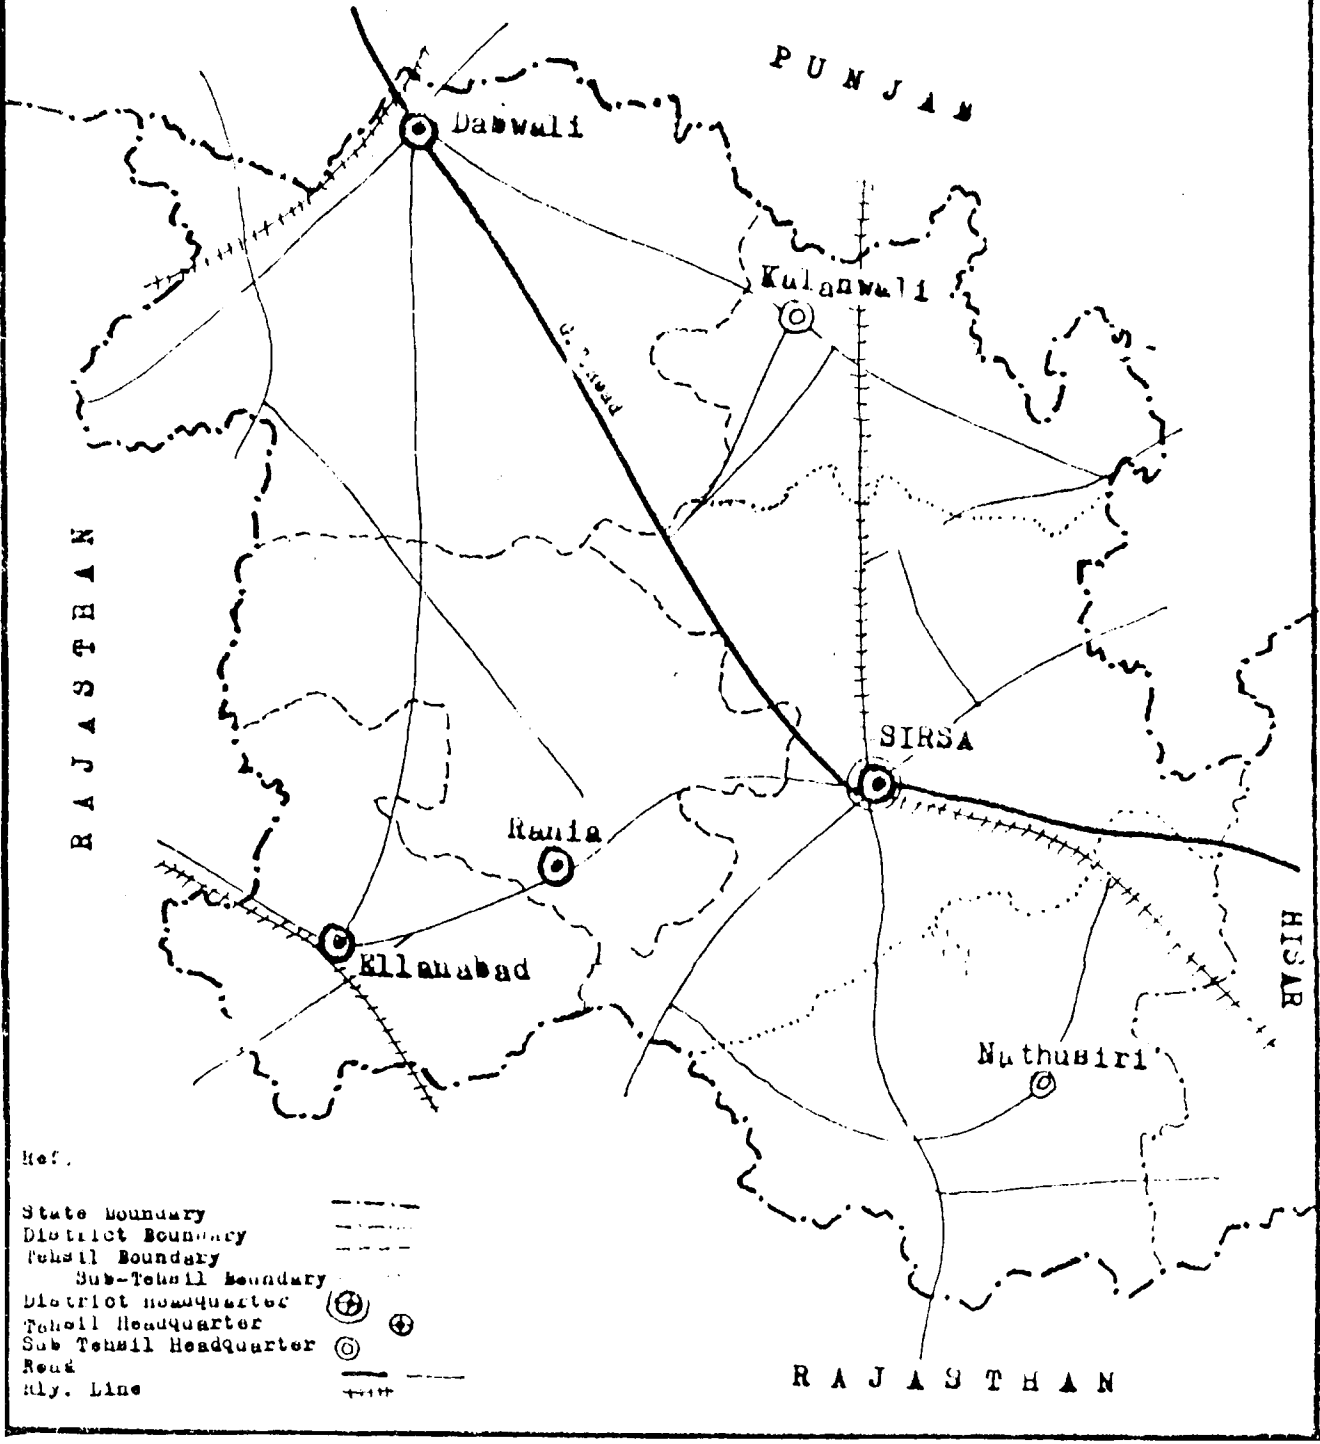 PUNJAB
Dabwali
Kalanwali
G. T. Road
RAJASTHAN
SIRSA
Rania
Ellanabad
HISAR
Nathusiri
Ref.
State Boundary
District Boundary
Tehsil Boundary
Sub-Tehsil Boundary
District Headquarter
Tehsil Headquarter
Sub Tehsil Headquarter
Road
Rly. Line
RAJASTHAN